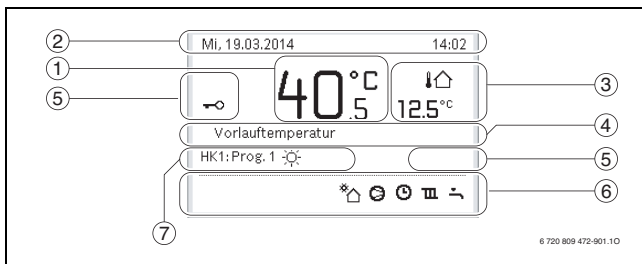 ② Mi, 19.03.2014 14:02
① 40.5 °C
⑤
12.5°C ③
Vorlauftemperatur ④
HK1: Prog. 1 ⑤
⑥
⑦
6 720 809 472-901.1O